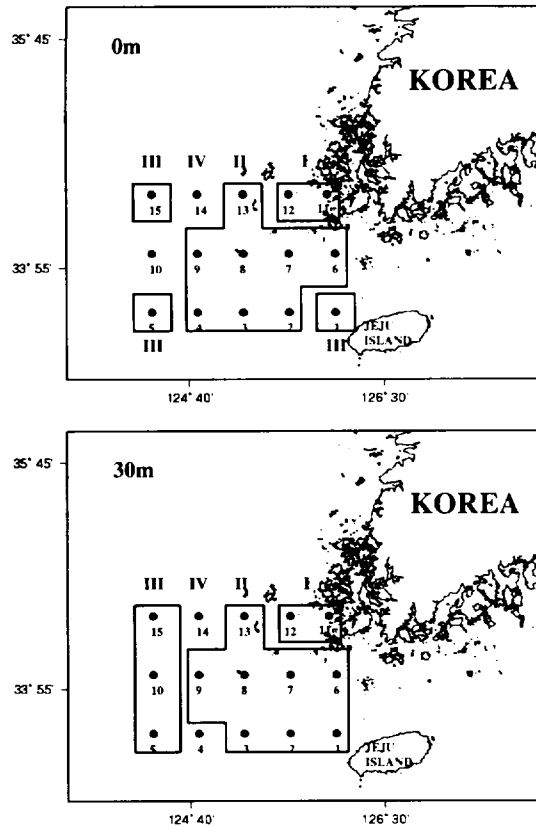 35° 45'
0m
KOREA
III IV II I
15 14 13 12 11
33° 55'
10 9 8 7 6
5 4 3 2 1
III III
JEJU
ISLAND
124° 40' 126° 30'
35° 45'
30m
KOREA
III IV II I
15 14 13 12 11
33° 55'
10 9 8 7 6
5 4 3 2 1
JEJU
ISLAND
124° 40' 126° 30'